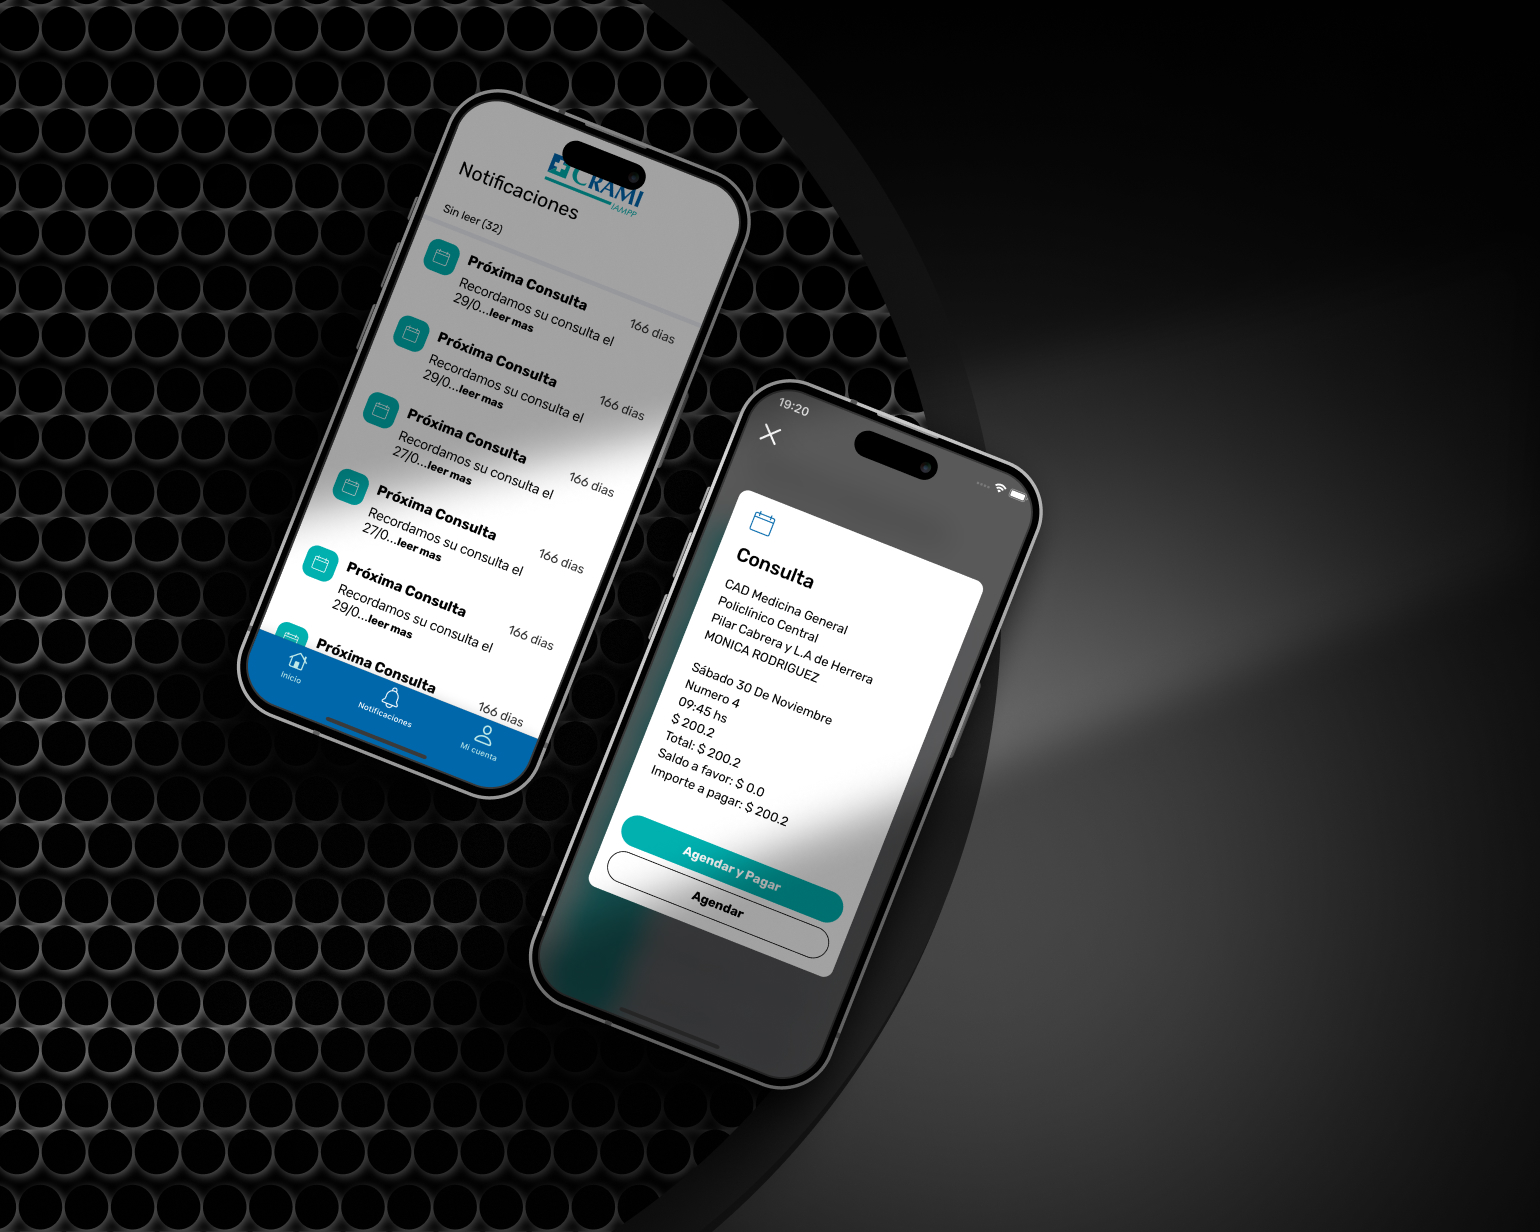 CRAMI
IAMPP
Notificaciones
Sin leer (32)
Próxima Consulta
Recordamos su consulta el
29/0...leer mas
166 dias
Próxima Consulta
Recordamos su consulta el
29/0...leer mas
166 dias
Próxima Consulta
Recordamos su consulta el
27/0...leer mas
166 dias
Próxima Consulta
Recordamos su consulta el
27/0...leer mas
166 dias
Próxima Consulta
Recordamos su consulta el
29/0...leer mas
166 dias
Próxima Consulta
166 dias
Inicio
Notificaciones
Mi cuenta
19:20
Consulta
CAD Medicina General
Policlínico Central
Pilar Cabrera y L.A de Herrera
MONICA RODRIGUEZ
Sábado 30 De Noviembre
Numero 4
09:45 hs
$ 200.2
Total: $ 200.2
Saldo a favor: $ 0.0
Importe a pagar: $ 200.2
Agendar y Pagar
Agendar